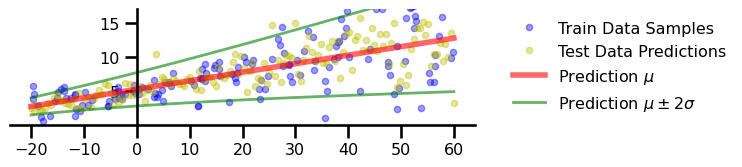 15
10
5
−20 −10 0 10 20 30 40 50 60
Train Data Samples
Test Data Predictions
Prediction μ
Prediction μ ± 2σ